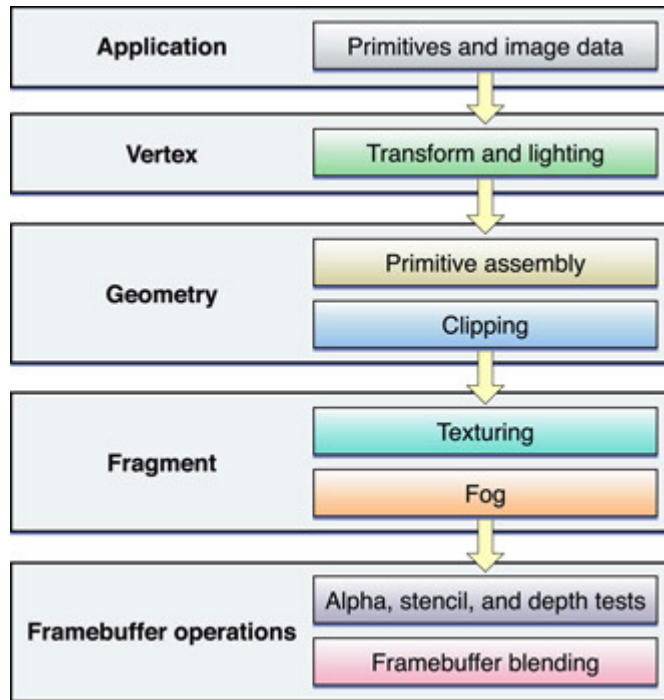 Application
Primitives and image data
Vertex
Transform and lighting
Geometry
Primitive assembly
Clipping
Fragment
Texturing
Fog
Framebuffer operations
Alpha, stencil, and depth tests
Framebuffer blending